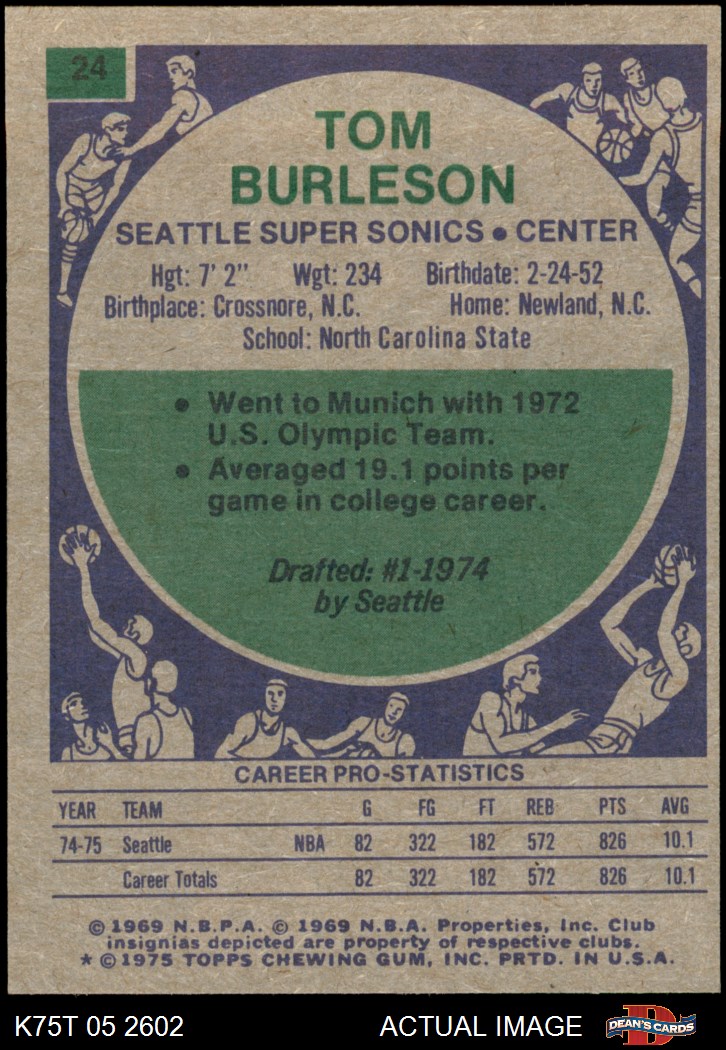 24
TOM
BURLESON
SEATTLE SUPER SONICS • CENTER
Hgt: 7' 2" Wgt: 234 Birthdate: 2-24-52
Birthplace: Crossnore, N.C. Home: Newland, N.C.
School: North Carolina State
• Went to Munich with 1972
U.S. Olympic Team.
• Averaged 19.1 points per
game in college career.
Drafted: #1-1974
by Seattle
CAREER PRO-STATISTICS
YEAR TEAM G FG FT REB PTS AVG
74-75 Seattle NBA 82 322 182 572 826 10.1
Career Totals 82 322 182 572 826 10.1
© 1969 N.B.P.A. © 1969 N.B.A. Properties, Inc. Club
insignias depicted are property of respective clubs.
* © 1975 TOPPS CHEWING GUM, INC. PRTD. IN U.S.A.
K75T 05 2602 ACTUAL IMAGE D DEAN'S CARDS